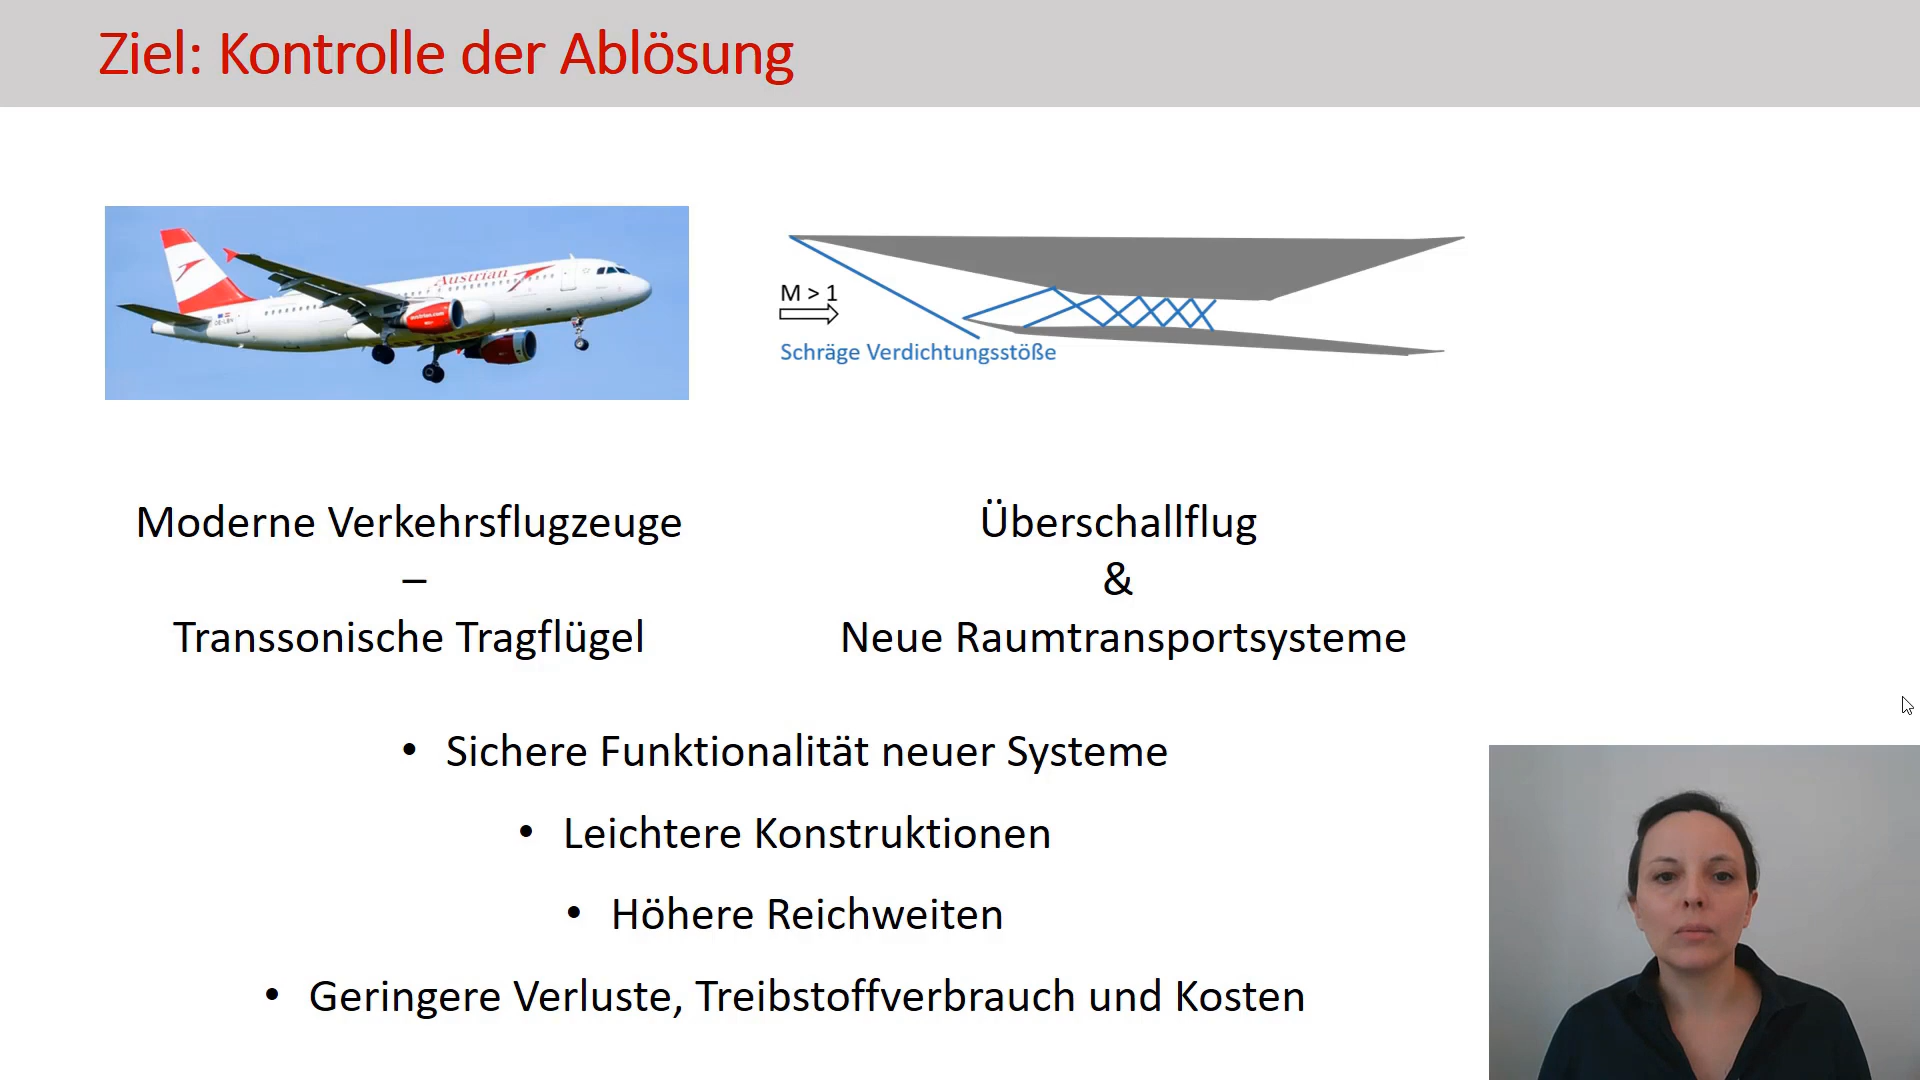 Ziel: Kontrolle der Ablösung
Austrian
M > 1
Schräge Verdichtungsstöße
Moderne Verkehrsflugzeuge
–
Transsonische Tragflügel
Überschallflug
&
Neue Raumtransportsysteme
• Sichere Funktionalität neuer Systeme
• Leichtere Konstruktionen
• Höhere Reichweiten
• Geringere Verluste, Treibstoffverbrauch und Kosten